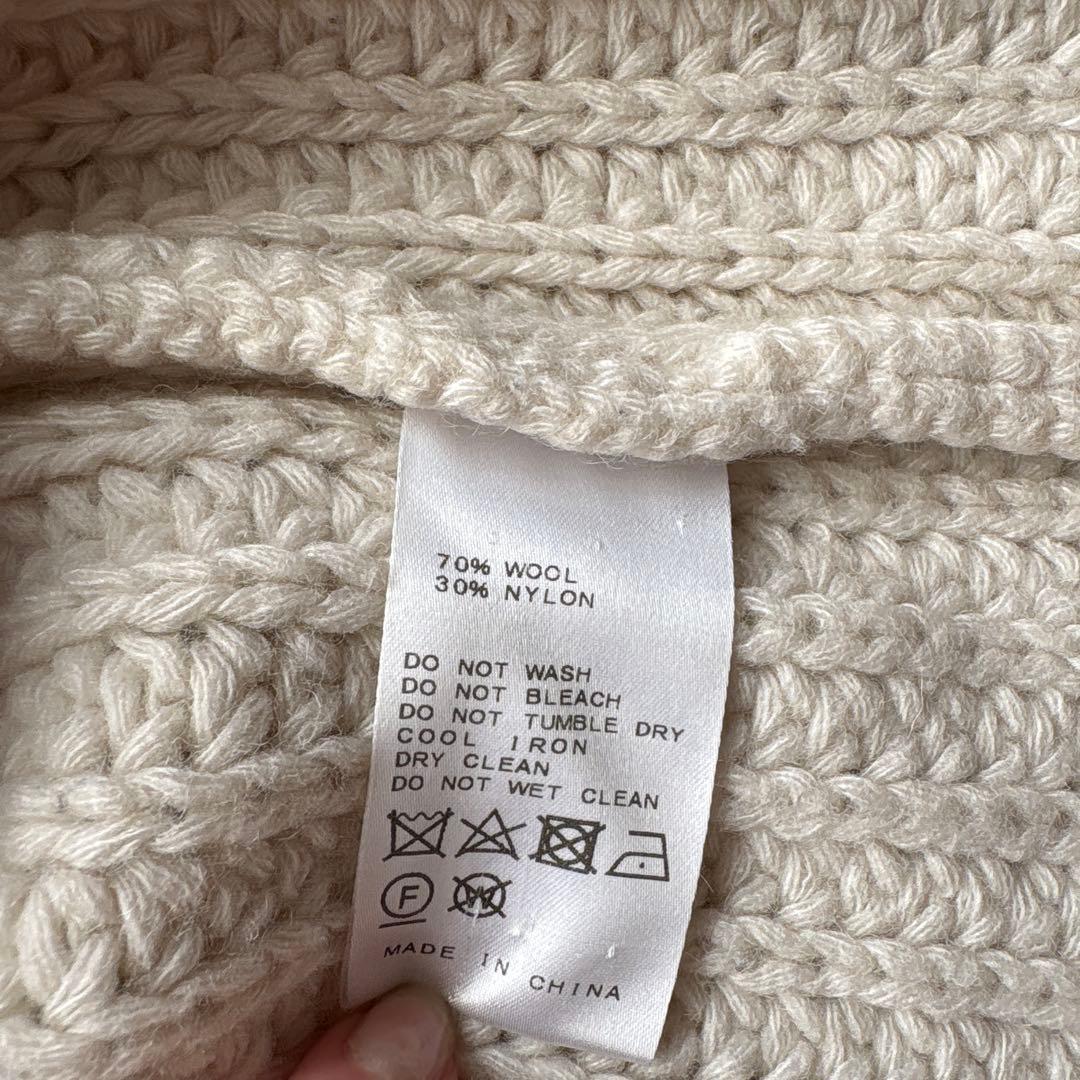 70% WOOL
30% NYLON
DO NOT WASH
DO NOT BLEACH
DO NOT TUMBLE DRY
COOL IRON
DRY CLEAN
DO NOT WET CLEAN
F W
MADE IN CHINA